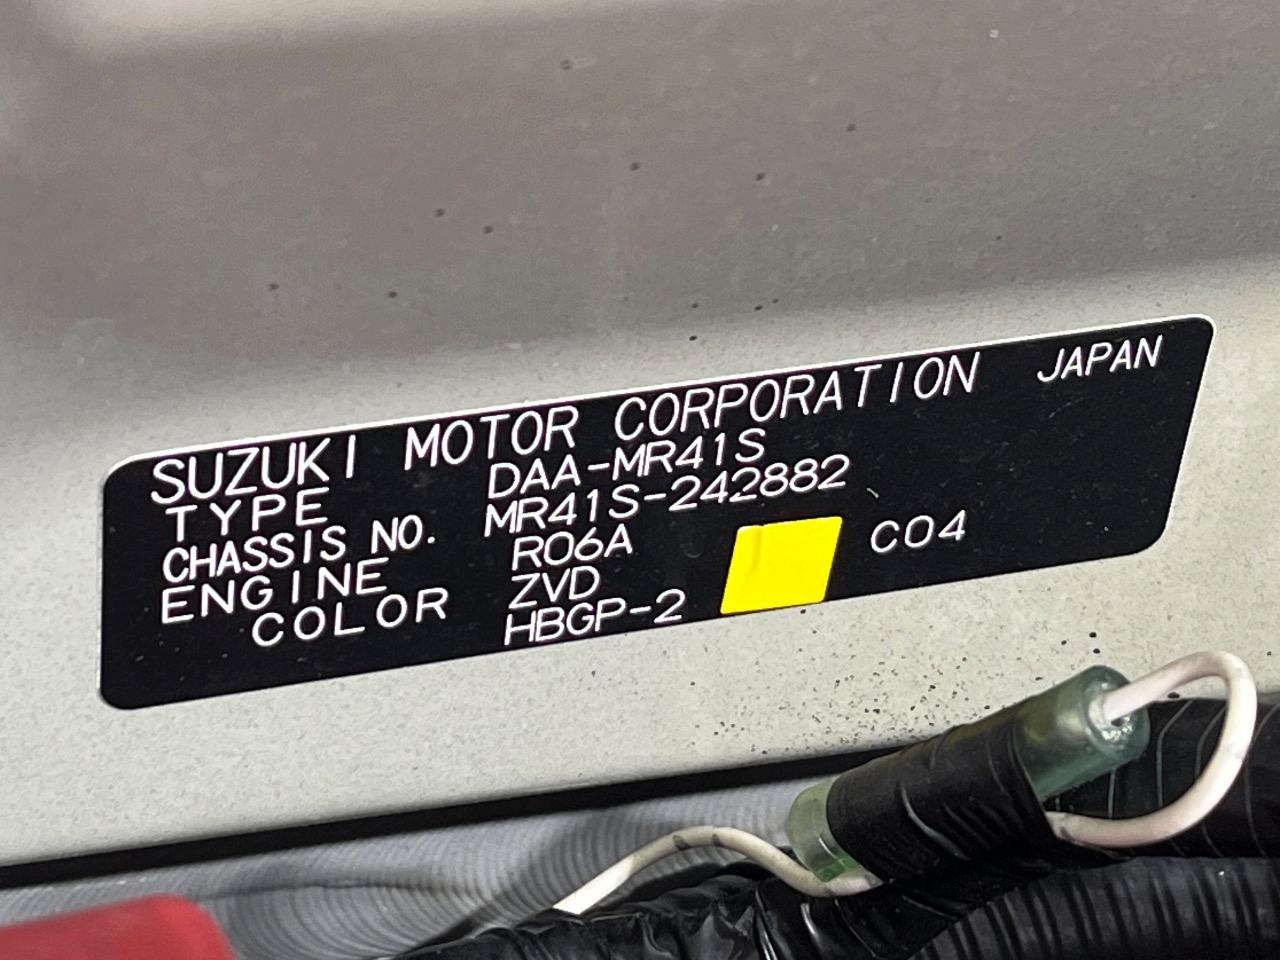 SUZUKI MOTOR CORPORATION JAPAN
TYPE DAA-MR41S
CHASSIS NO. MR41S-242882
ENGINE R06A
COLOR ZVD C04
HBGP-2